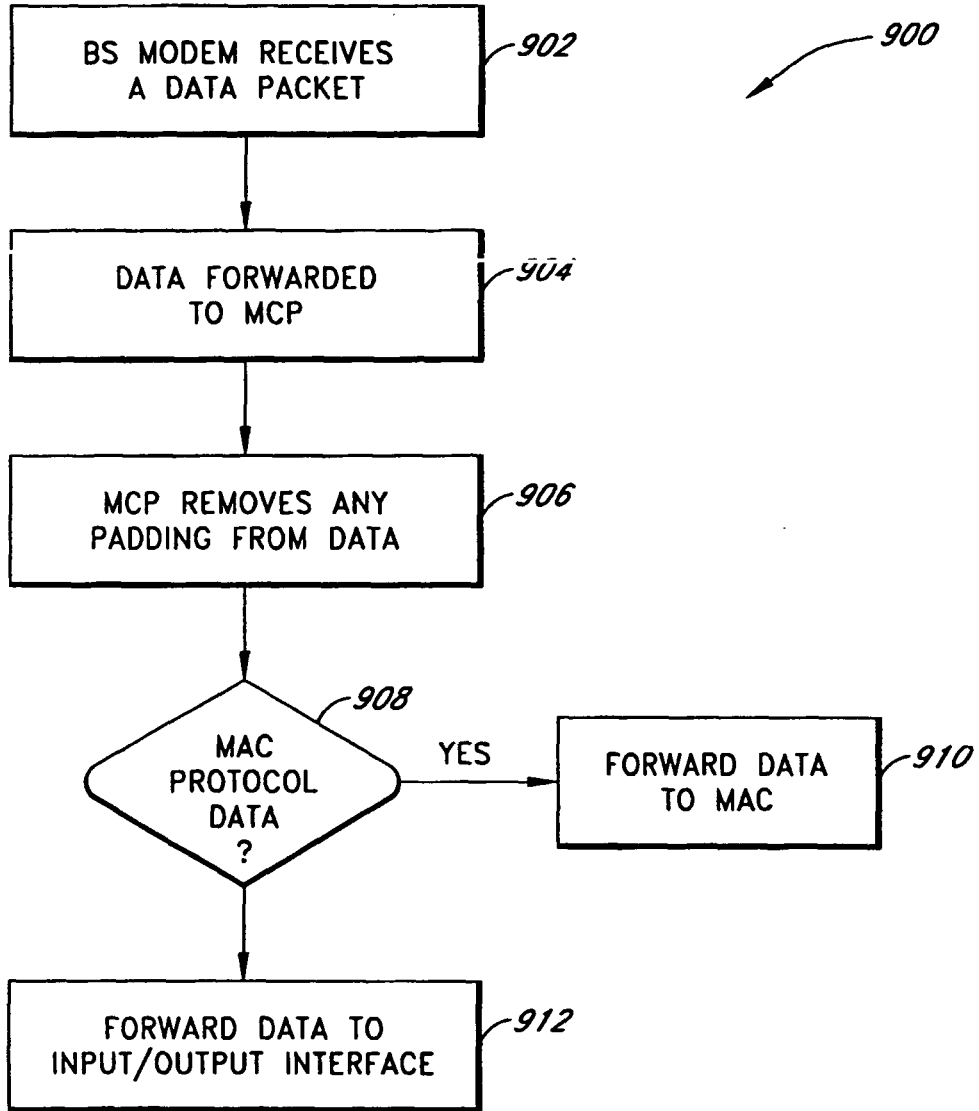 900
BS MODEM RECEIVES
A DATA PACKET
902
DATA FORWARDED
TO MCP
904
MCP REMOVES ANY
PADDING FROM DATA
906
908
MAC
PROTOCOL
DATA
?
YES
FORWARD DATA
TO MAC
910
FORWARD DATA TO
INPUT/OUTPUT INTERFACE
912